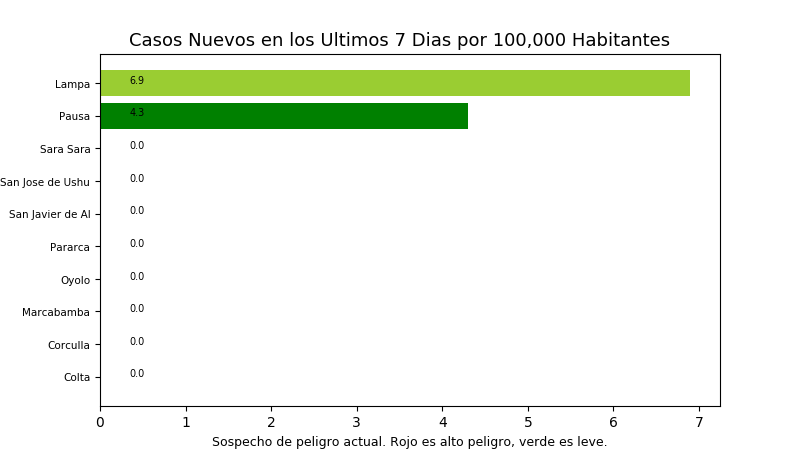 Casos Nuevos en los Ultimos 7 Dias por 100,000 Habitantes
Lampa 6.9
Pausa 4.3
Sara Sara 0.0
San Jose de Ushu 0.0
San Javier de Al 0.0
Pararca 0.0
Oyolo 0.0
Marcabamba 0.0
Corculla 0.0
Colta 0.0
0 1 2 3 4 5 6 7
Sospecho de peligro actual. Rojo es alto peligro, verde es leve.